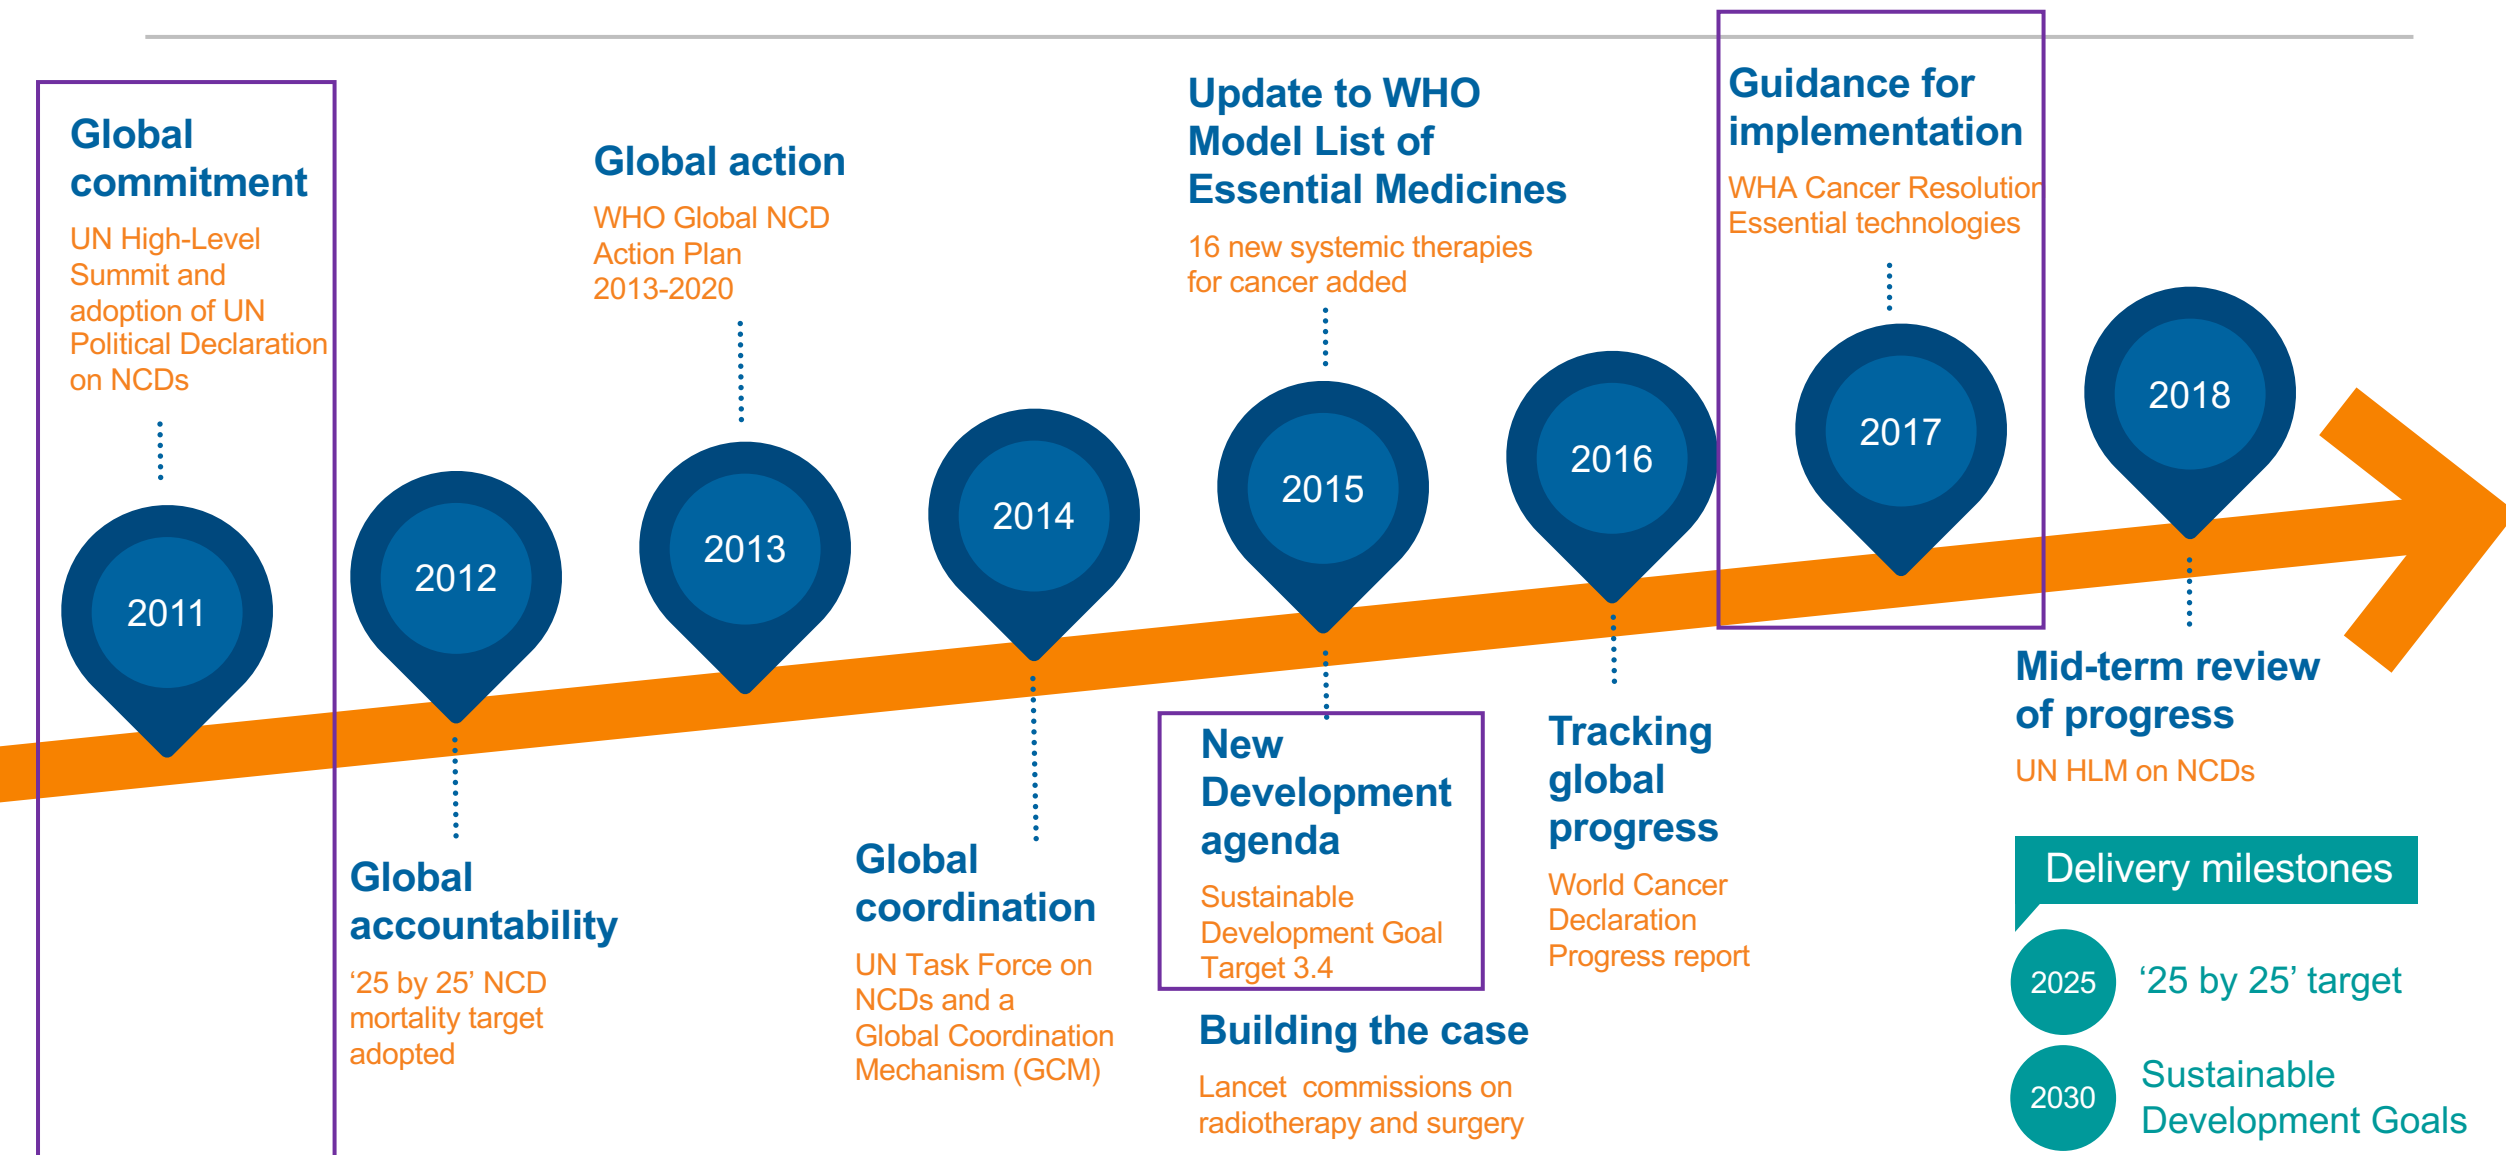 Global
commitment
UN High-Level
Summit and
adoption of UN
Political Declaration
on NCDs
2011
2012
Global
accountability
‘25 by 25’ NCD
mortality target
adopted
Global action
WHO Global NCD
Action Plan
2013-2020
2013
2014
Global
coordination
UN Task Force on
NCDs and a
Global Coordination
Mechanism (GCM)
Update to WHO
Model List of
Essential Medicines
16 new systemic therapies
for cancer added
2015
New
Development
agenda
Sustainable
Development Goal
Target 3.4
Building the case
Lancet  commissions on
radiotherapy and surgery
2016
Tracking
global
progress
World Cancer
Declaration
Progress report
Guidance for
implementation
WHA Cancer Resolution
Essential technologies
2017
2018
Mid-term review
of progress
UN HLM on NCDs
Delivery milestones
2025
‘25 by 25’ target
2030
Sustainable
Development Goals